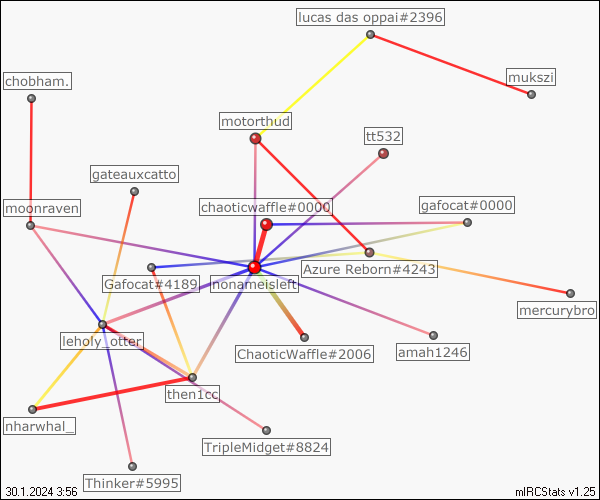 lucas das oppai#2396
chobham.
mukszi
motorthud
tt532
gateauxcatto
moonraven
chaoticwaffle#0000
gafocat#0000
Gafocat#4189
nonameisleft
Azure Reborn#4243
mercurybro
leholy_otter
ChaoticWaffle#2006
amah1246
then1cc
nharwhal_
TripleMidget#8824
Thinker#5995
30.1.2024 3:56
mIRCStats v1.25